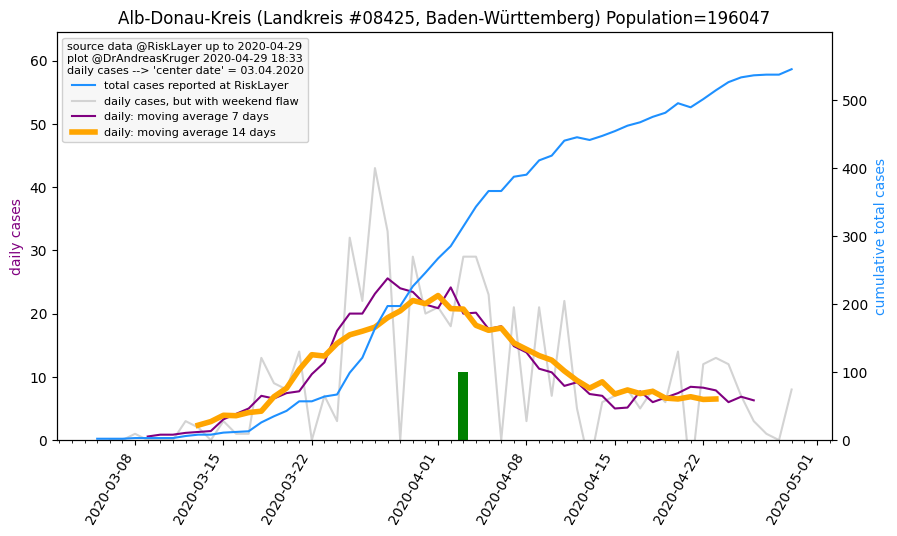 Alb-Donau-Kreis (Landkreis #08425, Baden-Württemberg) Population=196047
source data @RiskLayer up to 2020-04-29
plot @DrAndreasKruger 2020-04-29 18:33
daily cases --> 'center date' = 03.04.2020
total cases reported at RiskLayer
daily cases, but with weekend flaw
daily: moving average 7 days
daily: moving average 14 days
daily cases
60
50
40
30
20
10
0
cumulative total cases
500
400
300
200
100
0
2020-03-08
2020-03-15
2020-03-22
2020-04-01
2020-04-08
2020-04-15
2020-04-22
2020-05-01